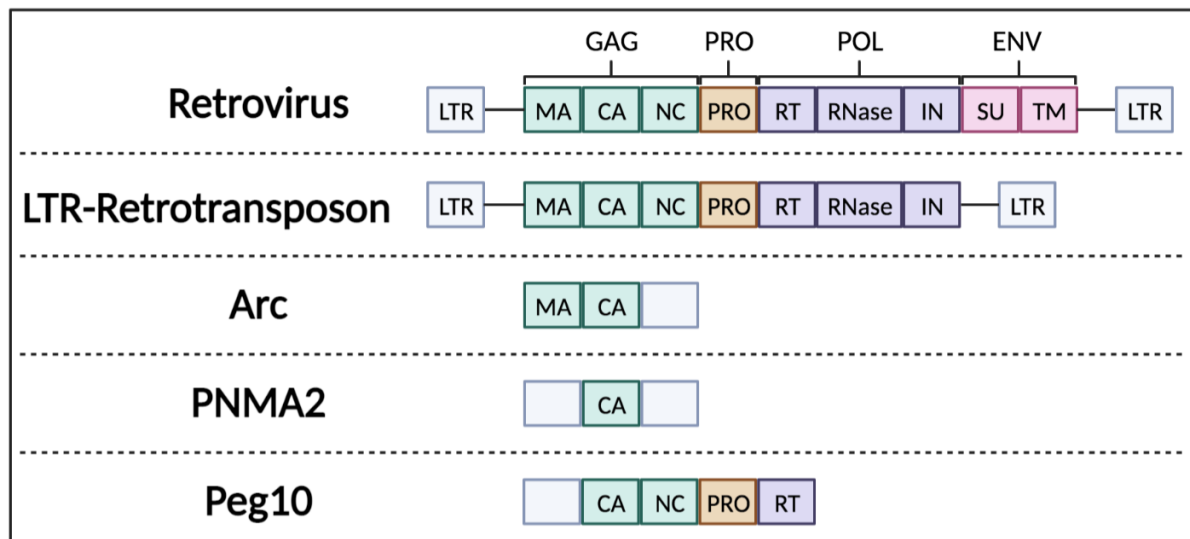 GAG PRO POL ENV
Retrovirus LTR MA CA NC PRO RT RNase IN SU TM LTR
LTR-Retrotransposon LTR MA CA NC PRO RT RNase IN LTR
Arc MA CA
PNMA2 CA
Peg10 CA NC PRO RT